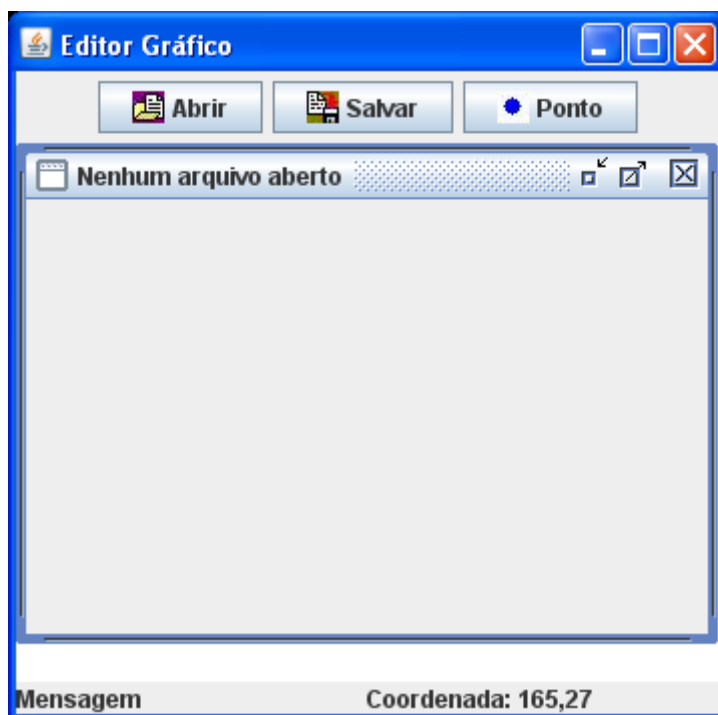 Editor Gráfico
Abrir Salvar Ponto
Nenhum arquivo aberto
Mensagem Coordenada: 165,27